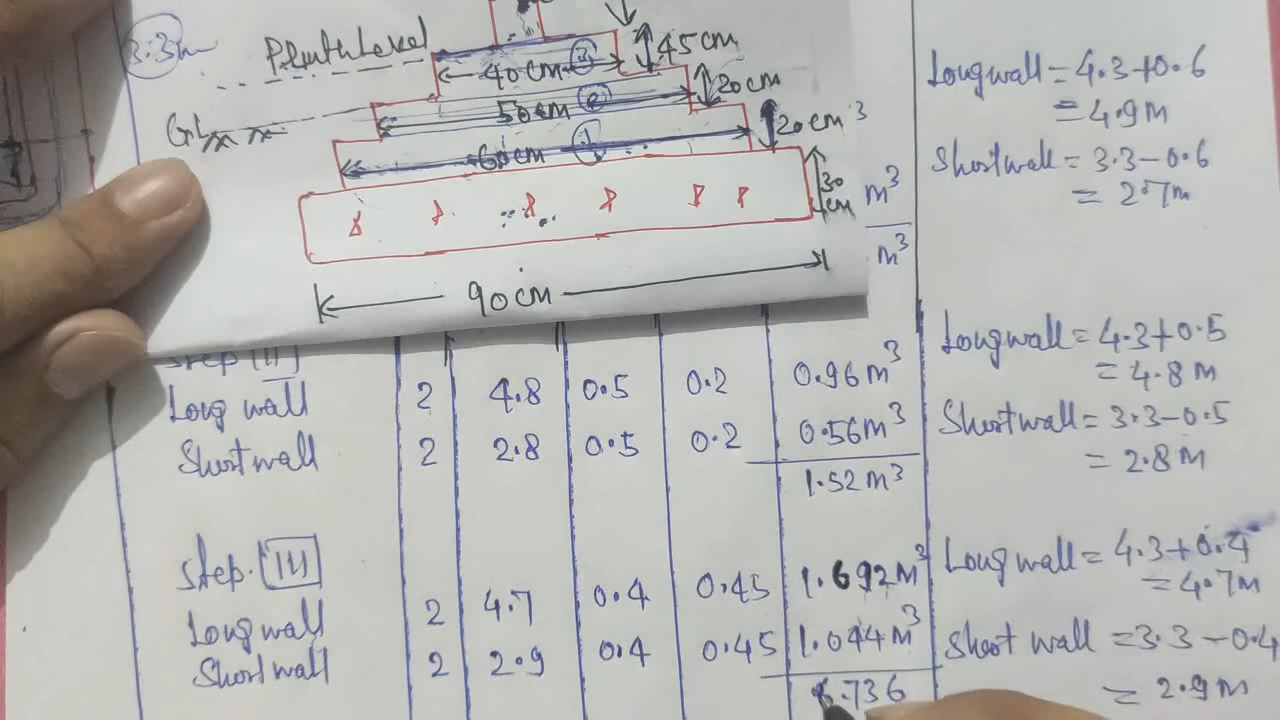 3.3m
Plinth Level
45cm
40cm 3
20cm
50cm 2
GL
20cm
60cm 1
30
cm
90cm
m³
m³
Long wall = 4.3+0.6
= 4.9M
Short wall = 3.3-0.6
= 2.7m
Step (II)
Long wall 2 4.8 0.5 0.2 0.96m³
Short wall 2 2.8 0.5 0.2 0.56m³
1.52m³
Long wall = 4.3+0.5
= 4.8M
Short wall = 3.3-0.5
= 2.8M
Step. (III)
Long wall 2 4.7 0.4 0.45 1.692M³
Short wall 2 2.9 0.4 0.45 1.044M³
.736
Long wall = 4.3+0.4
= 4.7M
Short wall = 3.3-0.4
= 2.9M